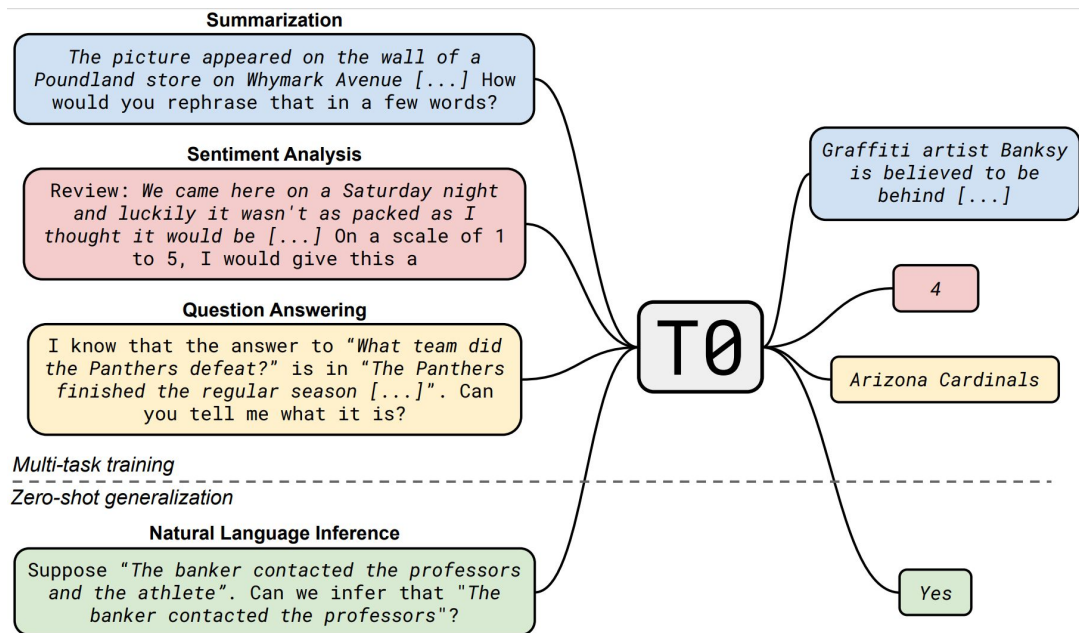 Summarization
The picture appeared on the wall of a
Poundland store on Whymark Avenue [...] How
would you rephrase that in a few words?
Sentiment Analysis
Review: We came here on a Saturday night
and luckily it wasn't as packed as I
thought it would be [...] On a scale of 1
to 5, I would give this a
Question Answering
I know that the answer to “What team did
the Panthers defeat?” is in “The Panthers
finished the regular season [...]”. Can
you tell me what it is?
Multi-task training
Zero-shot generalization
Natural Language Inference
Suppose “The banker contacted the professors
and the athlete”. Can we infer that "The
banker contacted the professors"?
T0
Graffiti artist Banksy
is believed to be
behind [...]
4
Arizona Cardinals
Yes